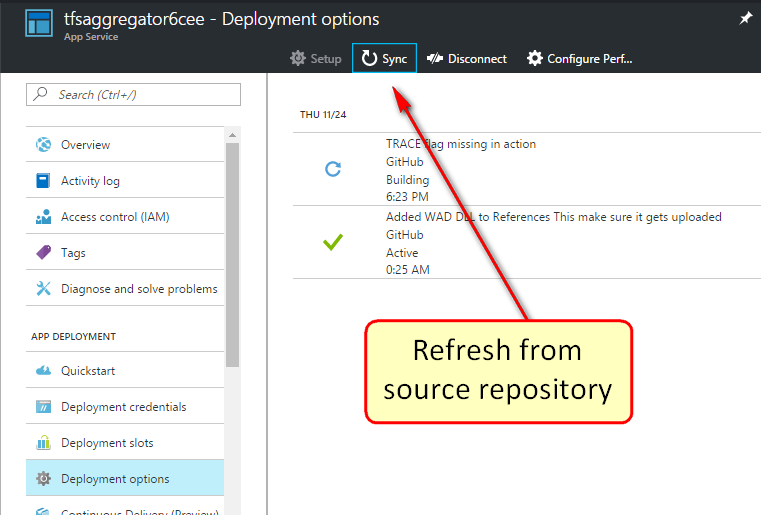 tfsaggregator6cee - Deployment options
App Service
Setup
Sync
Disconnect
Configure Perf...
Search (Ctrl+/)
Overview
Activity log
Access control (IAM)
Tags
Diagnose and solve problems
APP DEPLOYMENT
Quickstart
Deployment credentials
Deployment slots
Deployment options
Continuous Delivery (Preview)
THU 11/24
TRACE flag missing in action
GitHub
Building
6:23 PM
Added WAD DLL to References This make sure it gets uploaded
GitHub
Active
0:25 AM
Refresh from
source repository